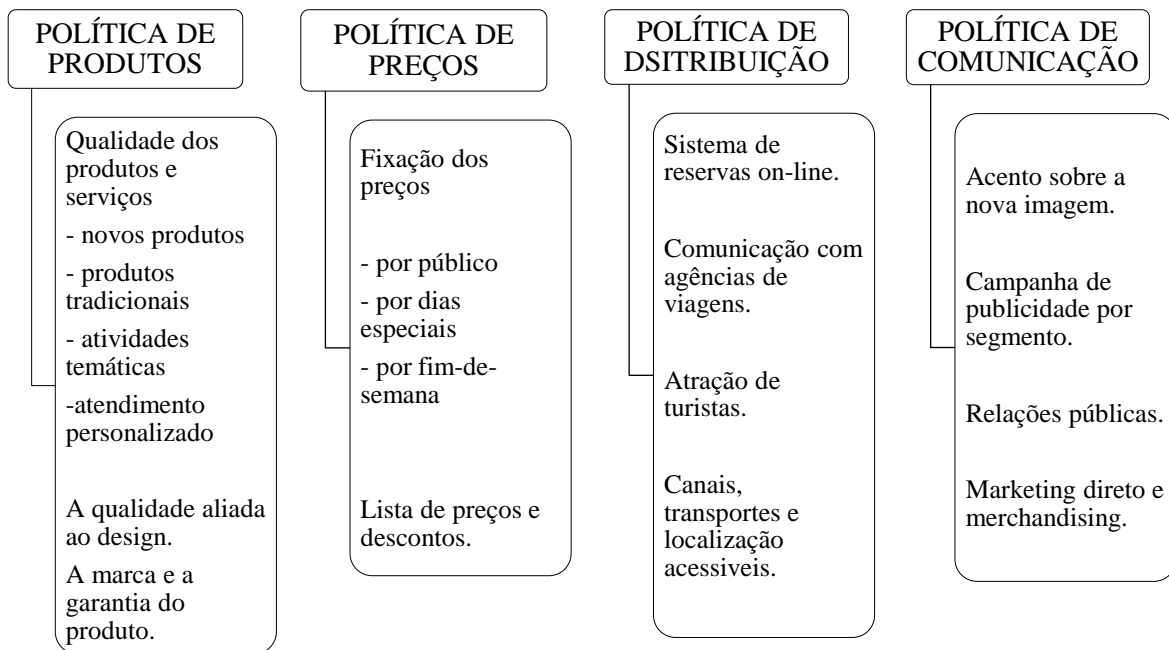 POLÍTICA DE
PRODUTOS
Qualidade dos
produtos e
serviços
- novos produtos
- produtos
tradicionais
- atividades
temáticas
-atendimento
personalizado
A qualidade aliada
ao design.
A marca e a
garantia do
produto.
POLÍTICA DE
PREÇOS
Fixação dos
preços
- por público
- por dias
especiais
- por fim-de-
semana
Lista de preços e
descontos.
POLÍTICA DE
DSITRIBUIÇÃO
Sistema de
reservas on-line.
Comunicação com
agências de
viagens.
Atração de
turistas.
Canais,
transportes e
localização
acessiveis.
POLÍTICA DE
COMUNICAÇÃO
Acento sobre a
nova imagem.
Campanha de
publicidade por
segmento.
Relações públicas.
Marketing direto e
merchandising.